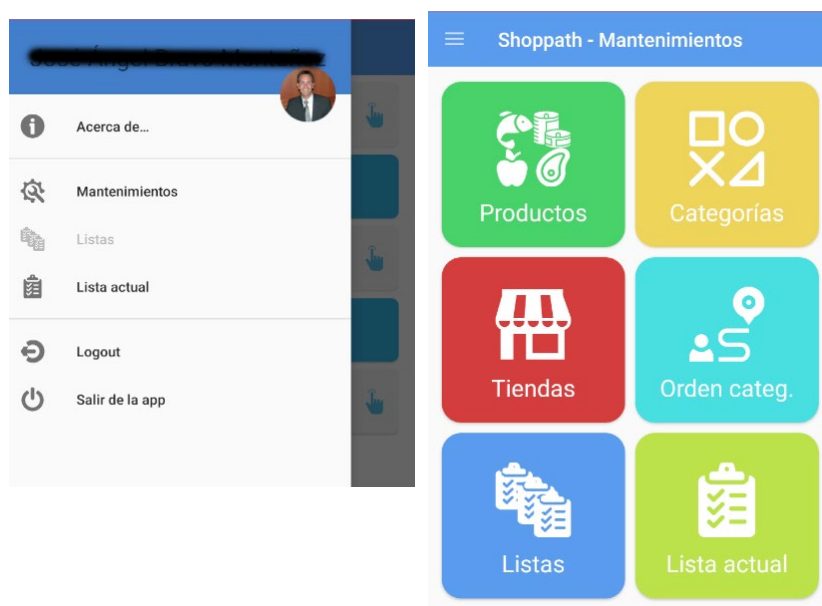 Acerca de...
Mantenimientos
Listas
Lista actual
Logout
Salir de la app
Shoppath - Mantenimientos
Productos
Categorías
Tiendas
Orden categ.
Listas
Lista actual